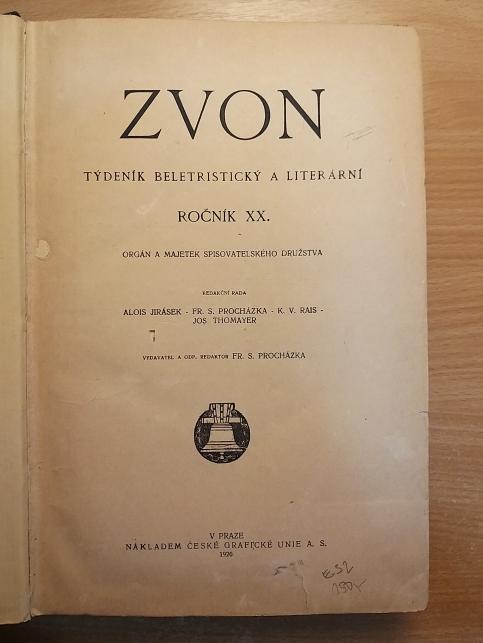 ZVON
TÝDENÍK BELETRISTICKÝ A LITERÁRNÍ
ROČNÍK XX.
ORGÁN A MAJETEK SPISOVATELSKÉHO DRUŽSTVA
REDAKČNÍ RADA
ALOIS JIRÁSEK - FR. S. PROCHÁZKA - K. V. RAIS -
JOS. THOMAYER
VYDAVATEL A ODP. REDAKTOR FR. S. PROCHÁZKA
V PRAZE
NÁKLADEM ČESKÉ GRAFICKÉ UNIE A. S.
1920